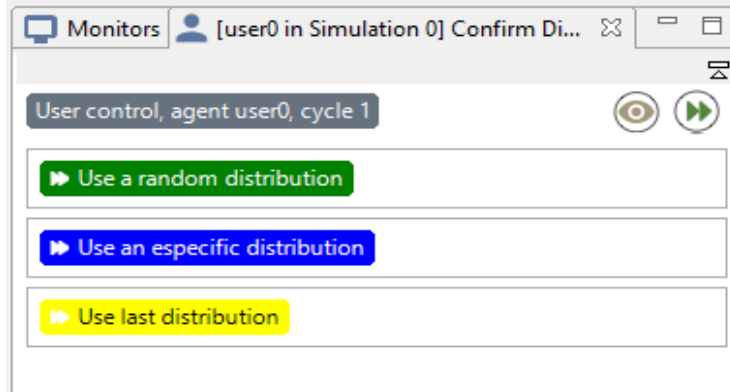 Monitors
[user0 in Simulation 0] Confirm Di...
User control, agent user0, cycle 1
Use a random distribution
Use an especific distribution
Use last distribution